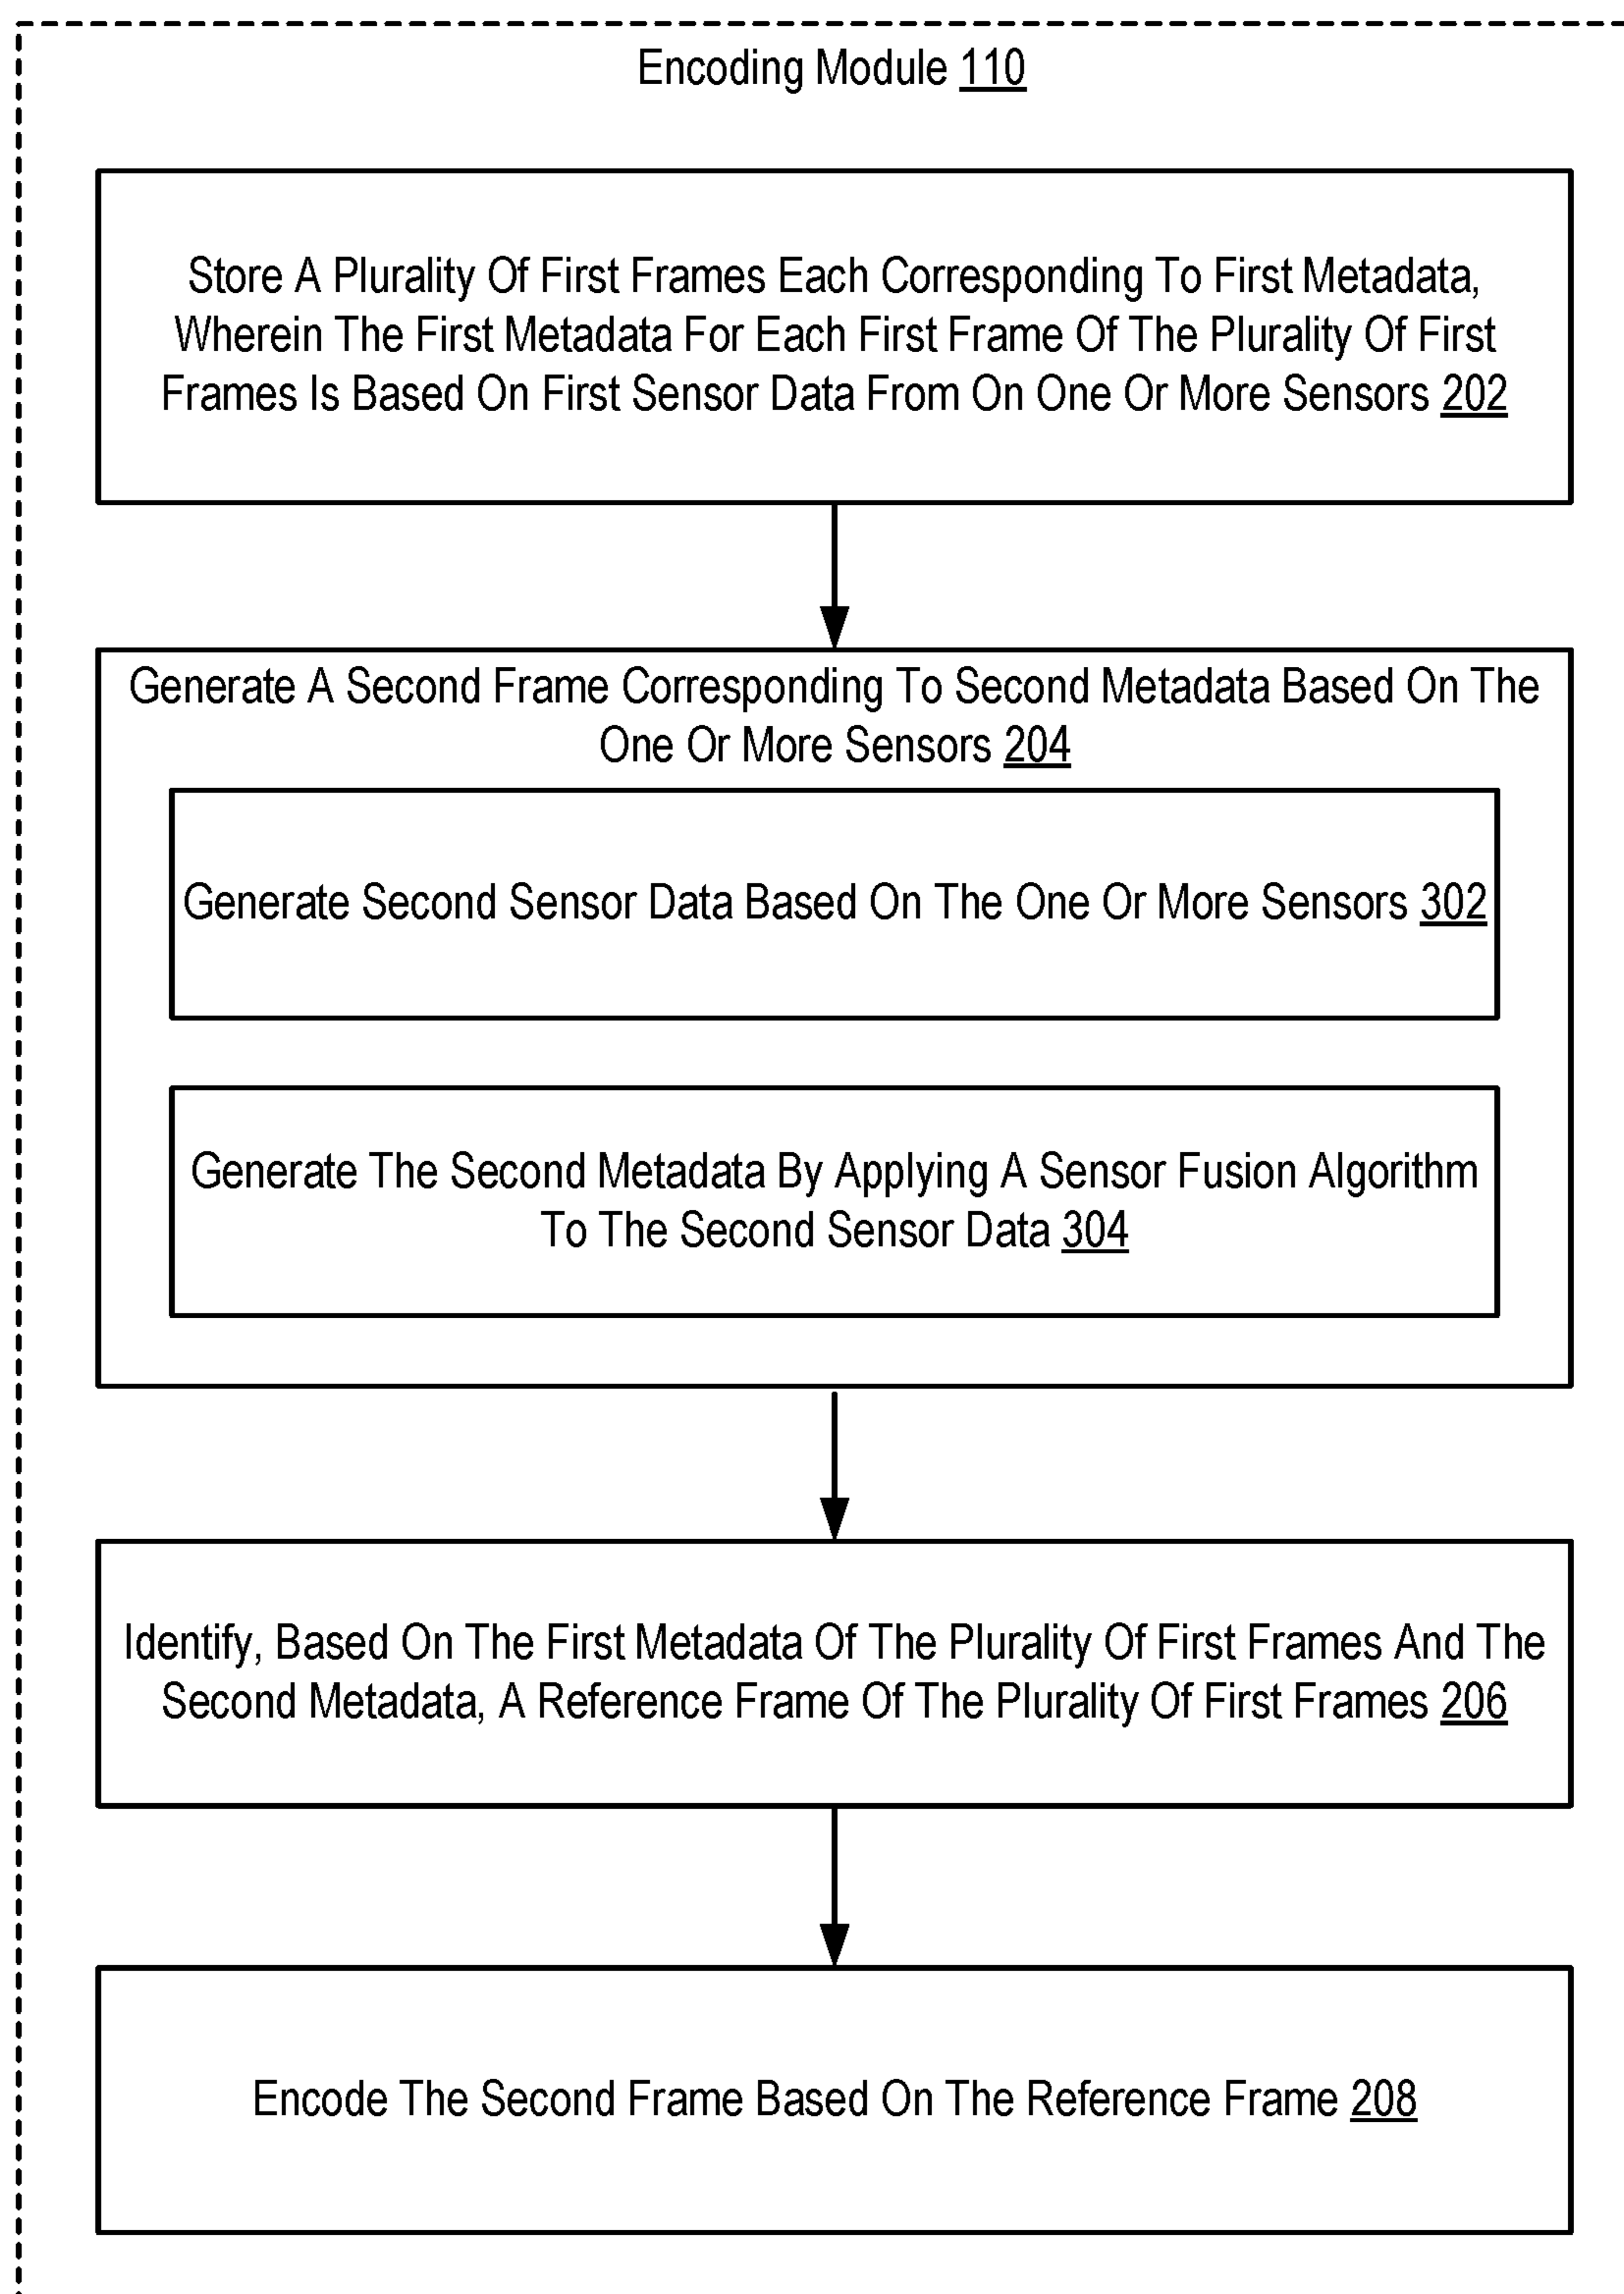 Encoding Module 110
Store A Plurality Of First Frames Each Corresponding To First Metadata,
Wherein The First Metadata For Each First Frame Of The Plurality Of First
Frames Is Based On First Sensor Data From On One Or More Sensors 202
Generate A Second Frame Corresponding To Second Metadata Based On The
One Or More Sensors 204
Generate Second Sensor Data Based On The One Or More Sensors 302
Generate The Second Metadata By Applying A Sensor Fusion Algorithm
To The Second Sensor Data 304
Identify, Based On The First Metadata Of The Plurality Of First Frames And The
Second Metadata, A Reference Frame Of The Plurality Of First Frames 206
Encode The Second Frame Based On The Reference Frame 208